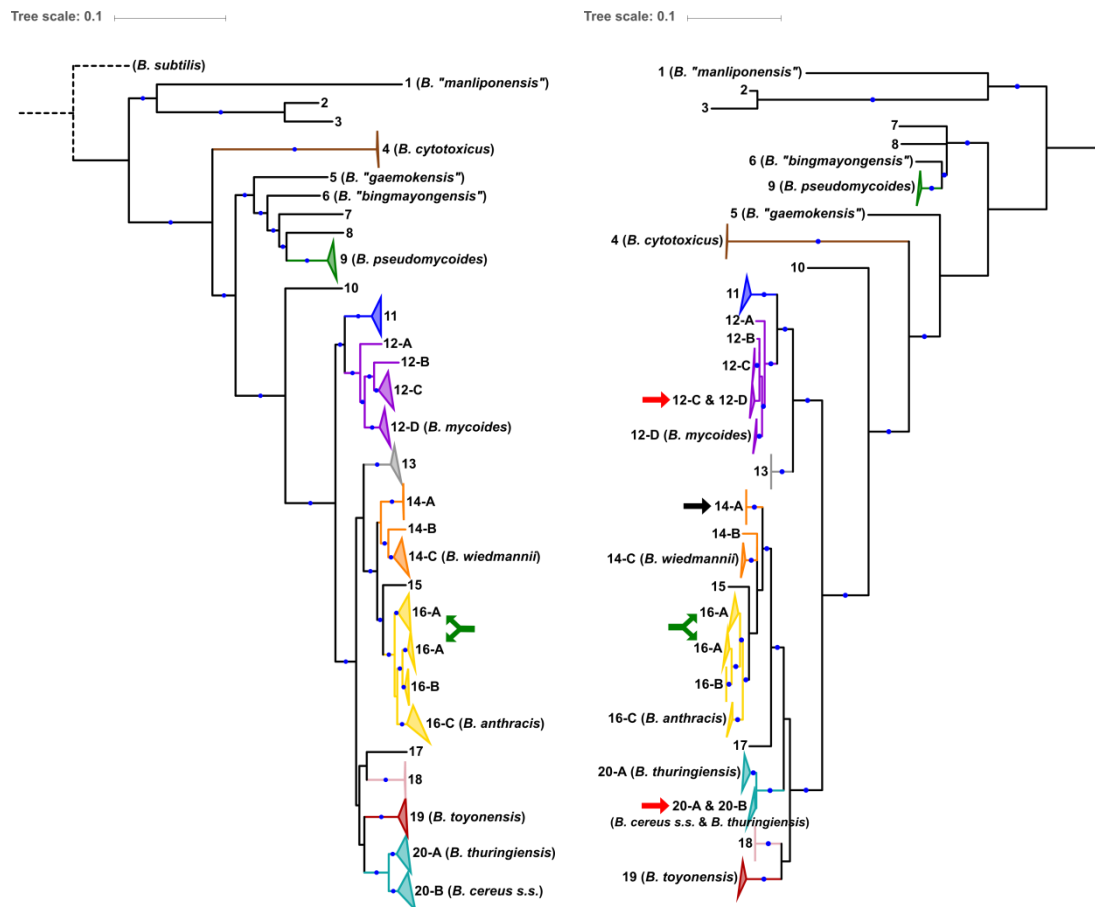 Tree scale: 0.1
(B. subtilis)
1 (B. "manliponensis")
2
3
4 (B. cytotoxicus)
5 (B. "gaemokensis")
6 (B. "bingmayongensis")
7
8
9 (B. pseudomycoides)
10
11
12-A
12-B
12-C
12-D (B. mycoides)
13
14-A
14-B
14-C (B. wiedmannii)
15
16-A
16-A
16-B
16-C (B. anthracis)
17
18
19 (B. toyonensis)
20-A (B. thuringiensis)
20-B (B. cereus s.s.)
Tree scale: 0.1
1 (B. "manliponensis")
2
3
7
8
6 (B. "bingmayongensis")
9 (B. pseudomycoides)
5 (B. "gaemokensis")
4 (B. cytotoxicus)
10
11
12-A
12-B
12-C
12-C & 12-D
12-D (B. mycoides)
13
14-A
14-B
14-C (B. wiedmannii)
15
16-A
16-A
16-B
16-C (B. anthracis)
17
20-A (B. thuringiensis)
20-A & 20-B
(B. cereus s.s. & B. thuringiensis)
18
19 (B. toyonensis)